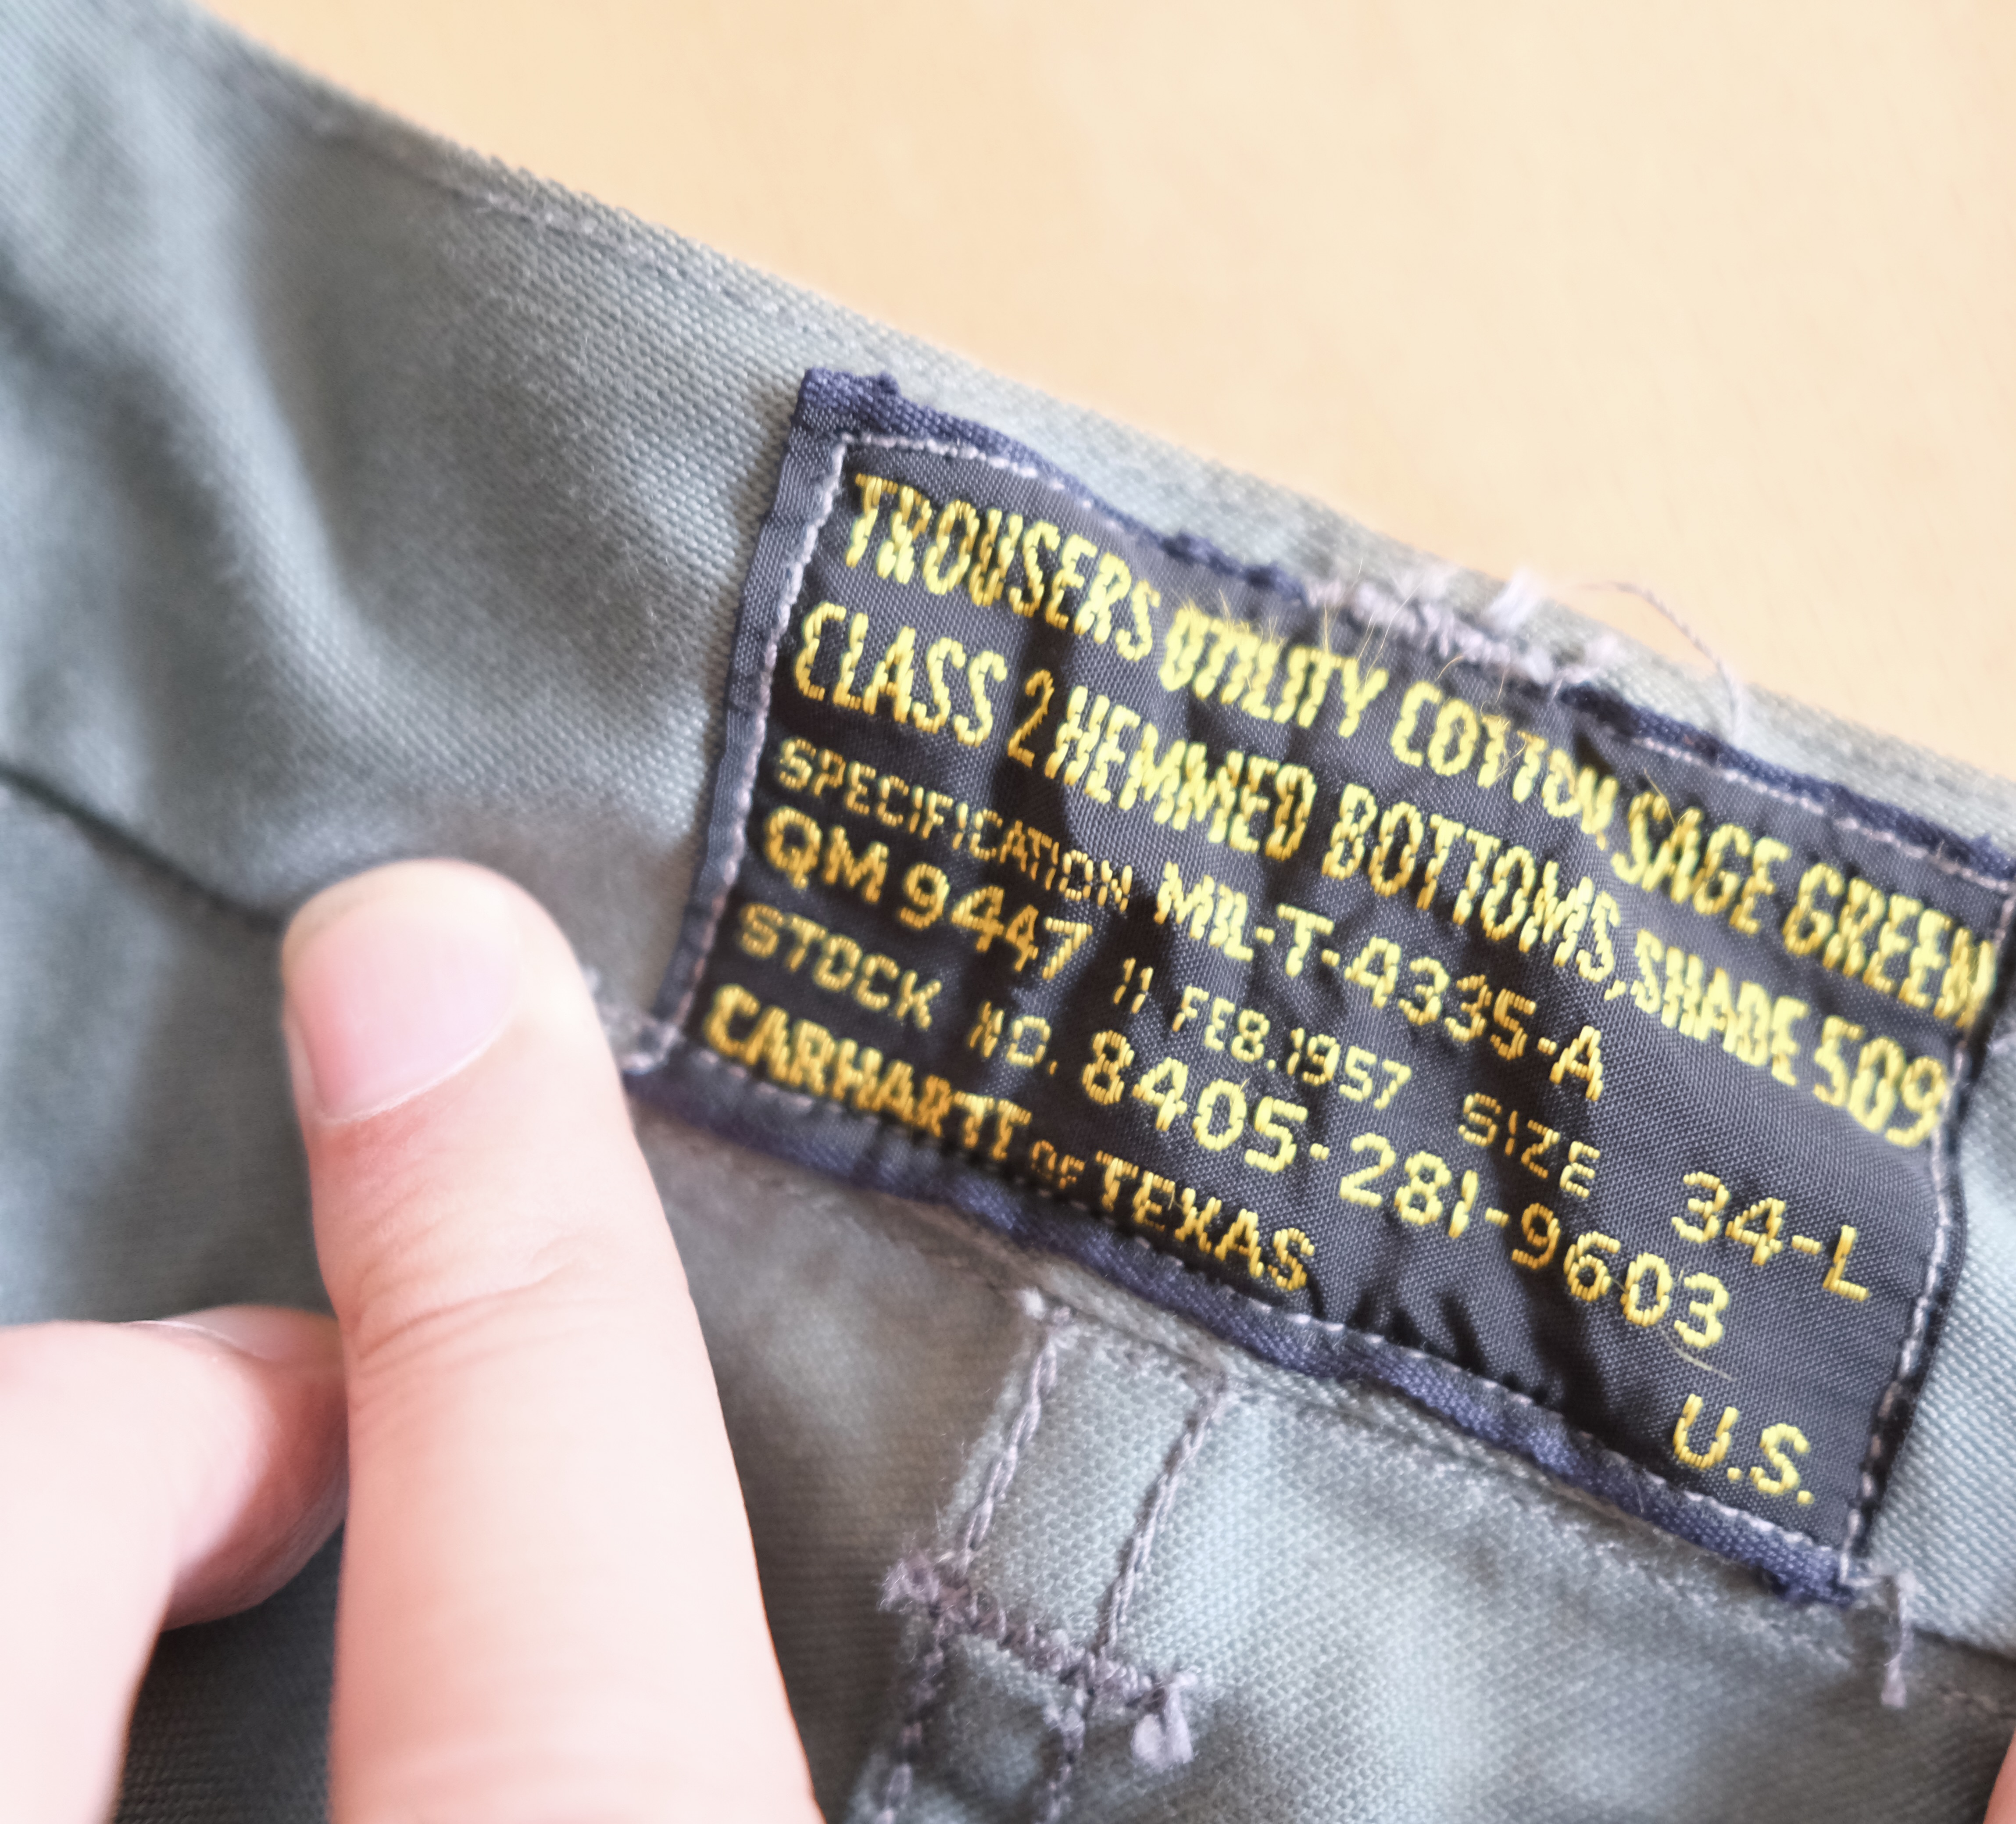 TROUSERS UTILITY COTTON SAGE GREEN
CLASS 2 HEMMED BOTTOMS, SHADE 509
SPECIFICATION MIL-T-4335-A
QM 9447 11 FEB.1957 SIZE 34-L
STOCK NO. 8405-281-9603
CARHARTT OF TEXAS U.S.